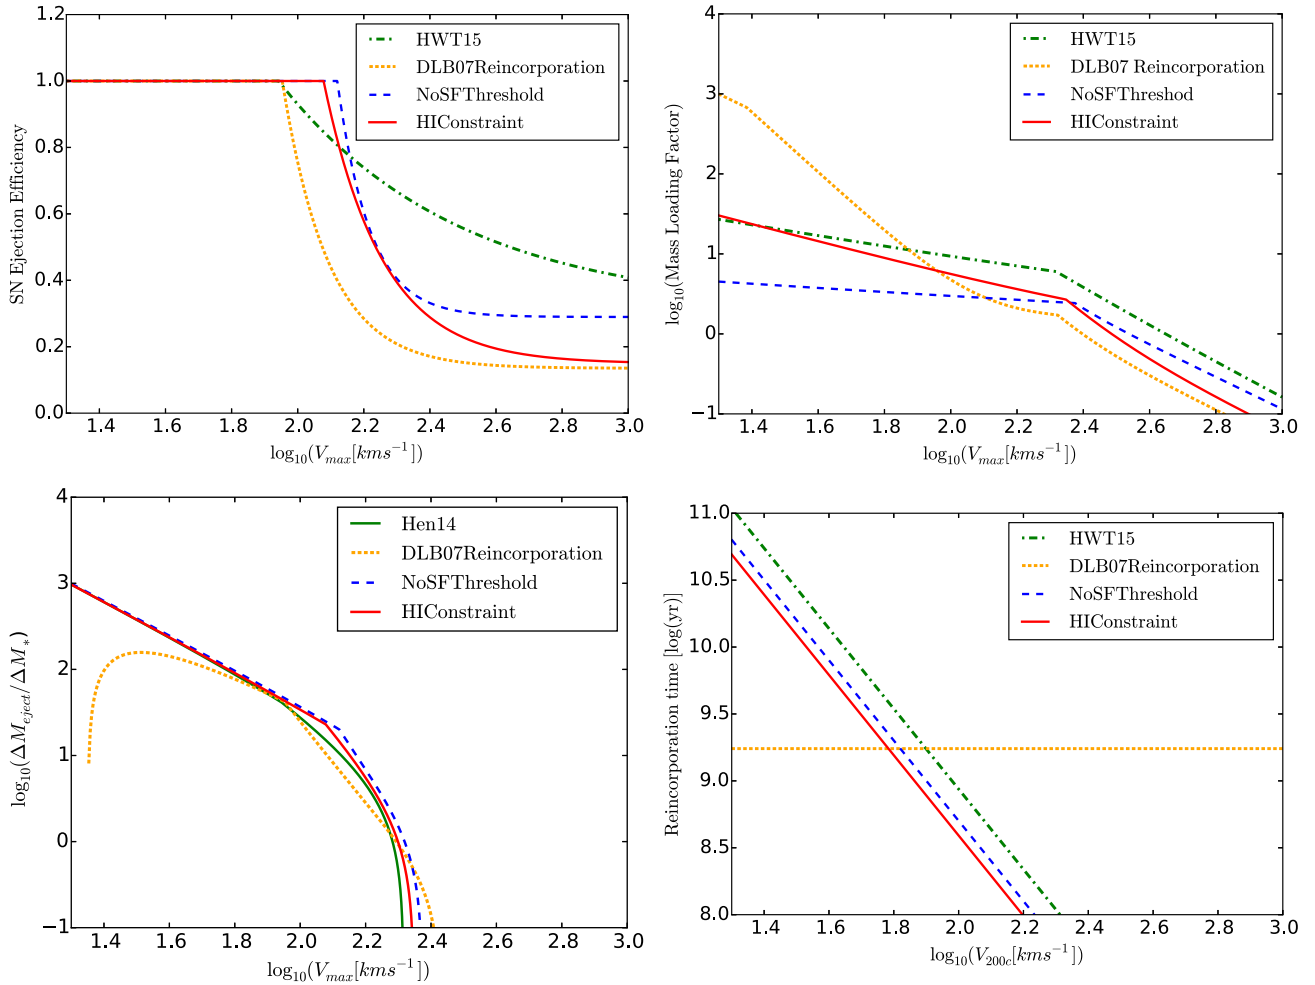 SN Ejection Efficiency
1.2
1.0
0.8
0.6
0.4
0.2
0.0
HWT15
DLB07Reincorporation
NoSFThreshold
HIConstraint
1.4 1.6 1.8 2.0 2.2 2.4 2.6 2.8 3.0
log₁₀(V_max[kms⁻¹])
log₁₀(Mass Loading Factor)
4
3
2
1
0
−1
HWT15
DLB07 Reincorporation
NoSFThreshod
HIConstraint
1.4 1.6 1.8 2.0 2.2 2.4 2.6 2.8 3.0
log₁₀(V_max[kms⁻¹])
log₁₀(ΔM_eject/ΔM_*)
4
3
2
1
0
−1
Hen14
DLB07Reincorporation
NoSFThreshold
HIConstraint
1.4 1.6 1.8 2.0 2.2 2.4 2.6 2.8 3.0
log₁₀(V_max[kms⁻¹])
Reincorporation time [log(yr)]
11.0
10.5
10.0
9.5
9.0
8.5
8.0
HWT15
DLB07Reincorporation
NoSFThreshold
HIConstraint
1.4 1.6 1.8 2.0 2.2 2.4 2.6 2.8 3.0
log₁₀(V_200c[kms⁻¹])